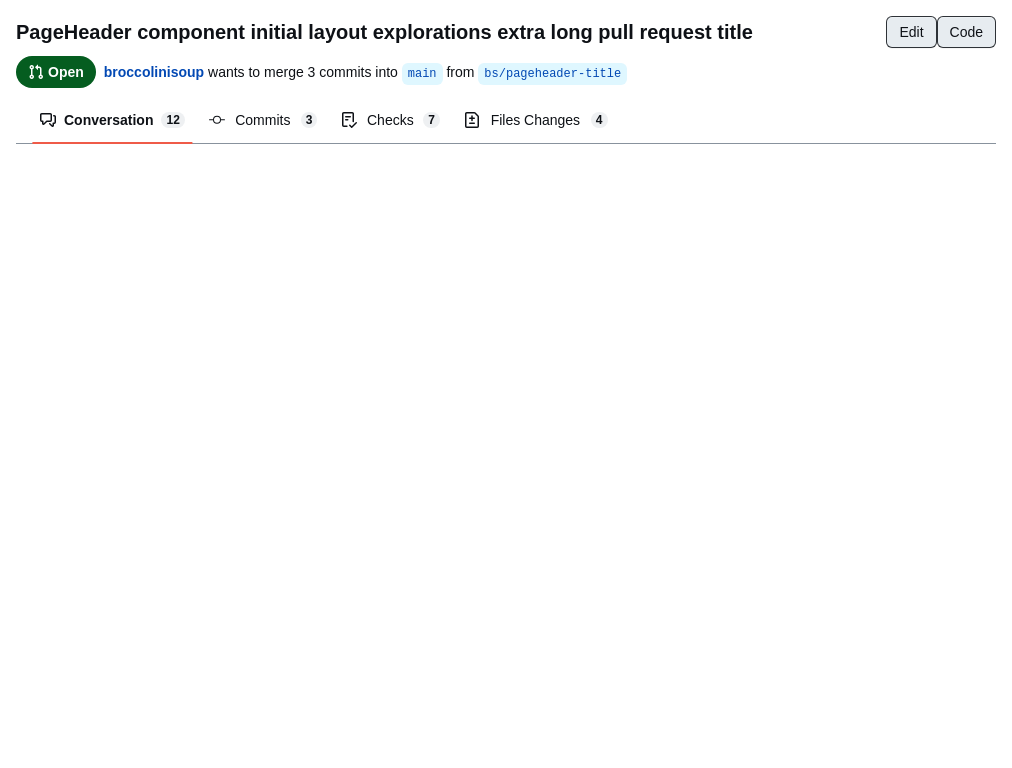 PageHeader component initial layout explorations extra long pull request title
Edit Code
Open broccolinisoup wants to merge 3 commits into main from bs/pageheader-title
Conversation 12 Commits 3 Checks 7 Files Changes 4